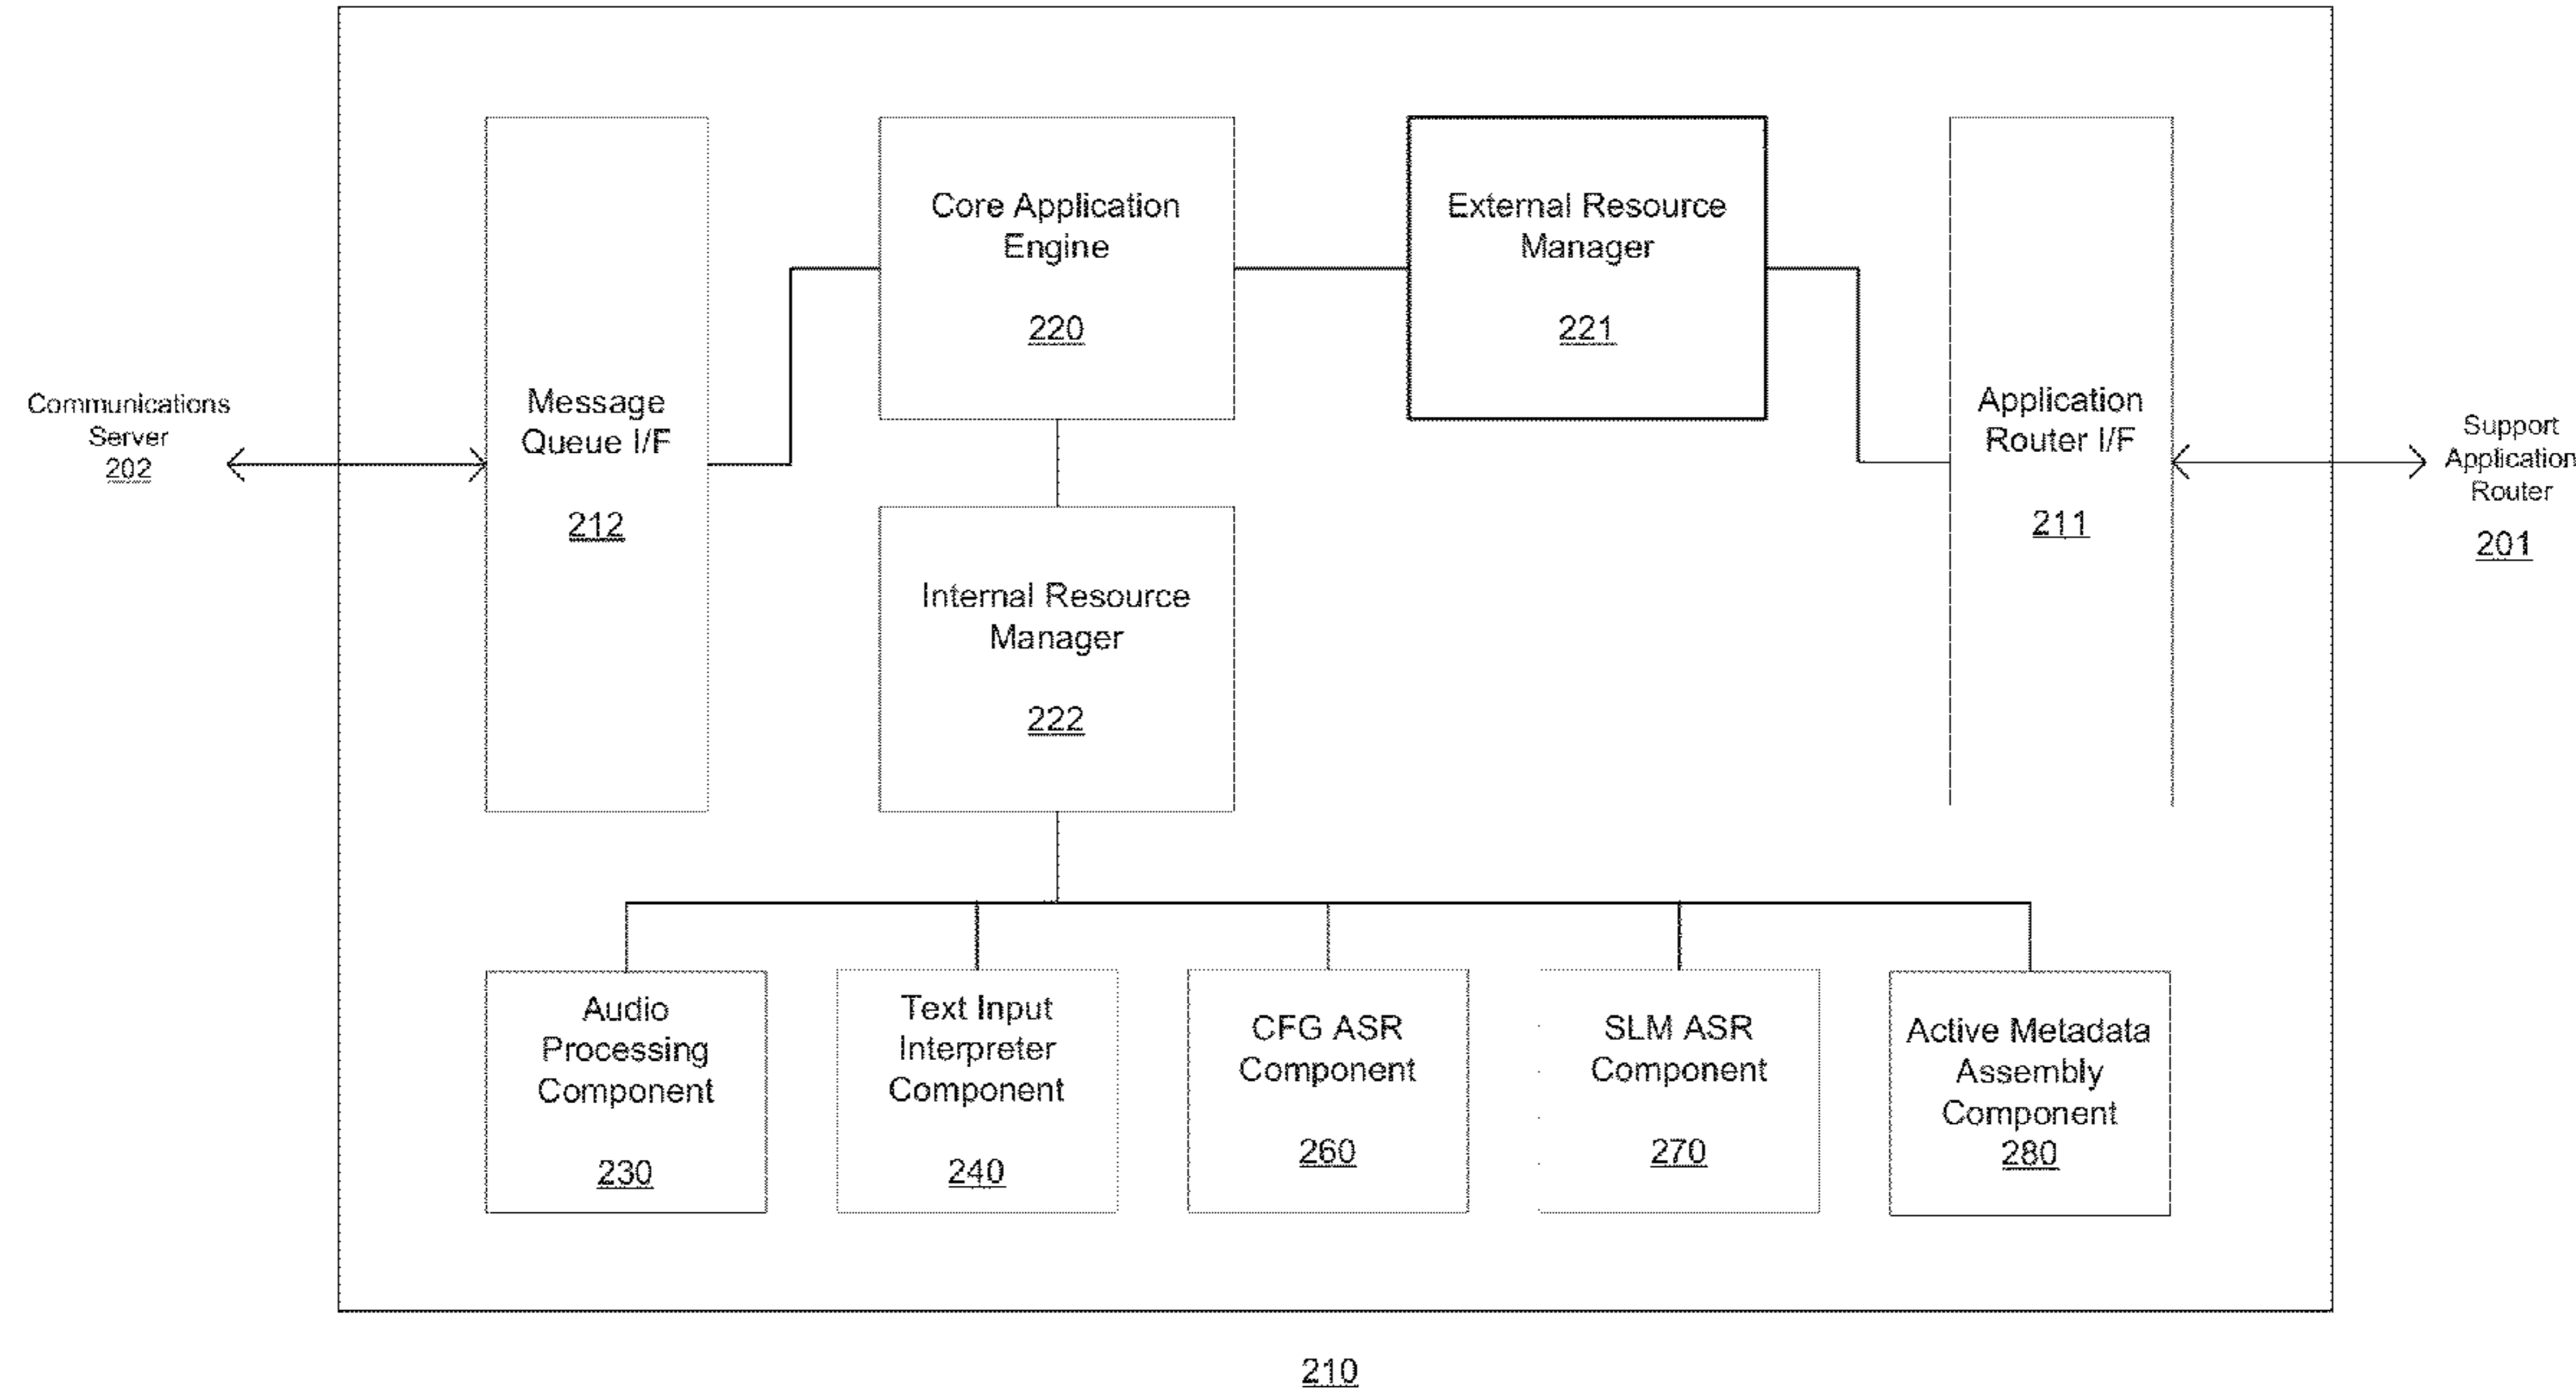 Communications
Server
202
Message
Queue I/F
212
Core Application
Engine
220
External Resource
Manager
221
Application
Router I/F
211
Support
Application
Router
201
Internal Resource
Manager
222
Audio
Processing
Component
230
Text Input
Interpreter
Component
240
CFG ASR
Component
260
SLM ASR
Component
270
Active Metadata
Assembly
Component
280
210